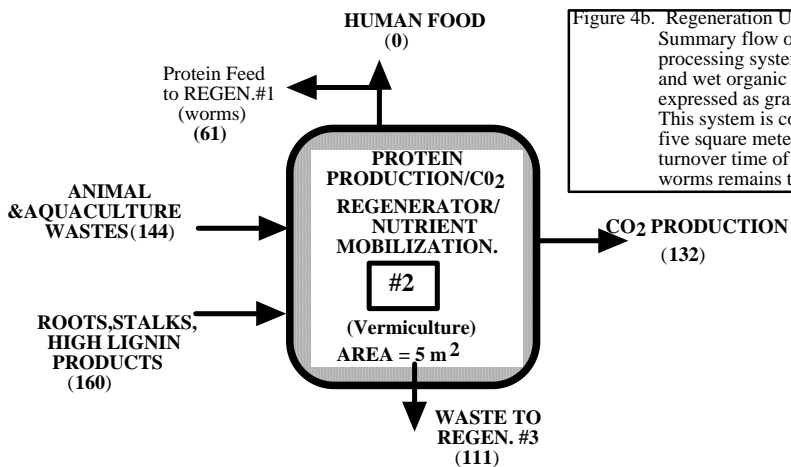 HUMAN FOOD
(0)
Protein Feed
to REGEN.#1
(worms)
(61)
Figure 4b. Regeneration U
Summary flow o
processing system
and wet organic
expressed as gra
This system is co
five square mete
turnover time of
worms remains t
ANIMAL
&AQUACULTURE
WASTES(144)
ROOTS,STALKS,
HIGH LIGNIN
PRODUCTS
(160)
PROTEIN
PRODUCTION/C0₂
REGENERATOR/
NUTRIENT
MOBILIZATION.
#2
(Vermiculture)
AREA = 5 m²
CO₂ PRODUCTION
(132)
WASTE TO
REGEN. #3
(111)